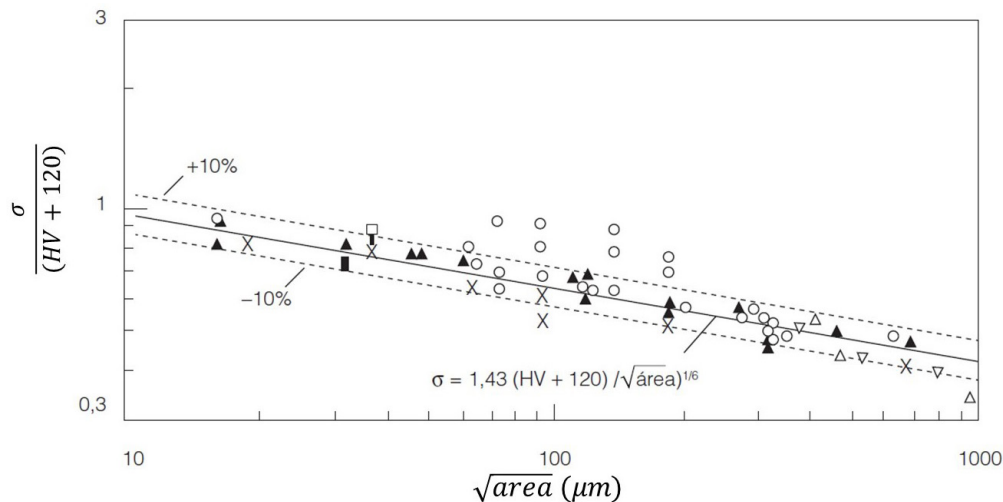 3
σ
(HV + 120)
+10%
1
–10%
σ = 1,43 (HV + 120) /√área)^1/6
0,3
10
100
1000
√area (μm)